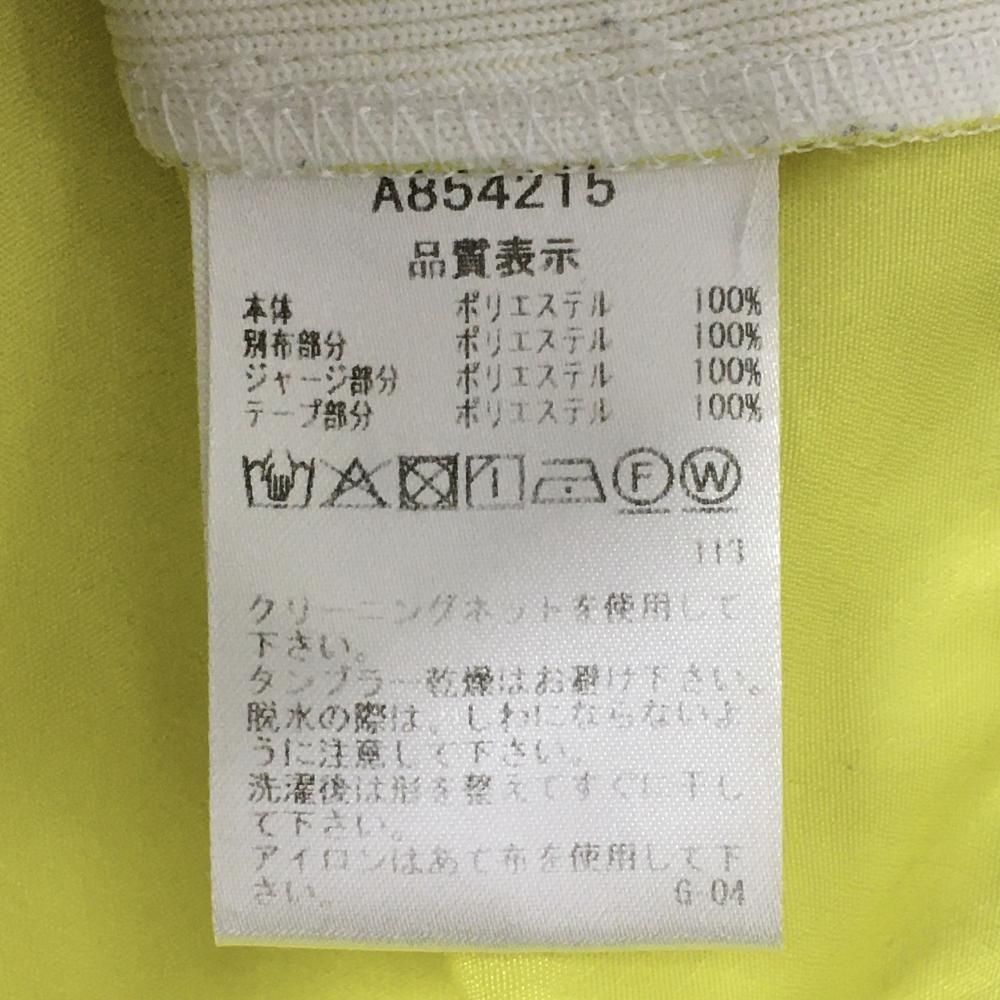 A854215
品質表示
本体 ポリエステル 100%
別布部分 ポリエステル 100%
ジャージ部分 ポリエステル 100%
テープ部分 ポリエステル 100%
F W
113
クリーニングネットを使用して
下さい。
タンブラー乾燥はお避け下さい。
脱水の際は、しわにならないよ
うに注意して下さい。
洗濯後は形を整えてすぐに干し
て下さい。
アイロンはあて布を使用して下
さい。 G-04